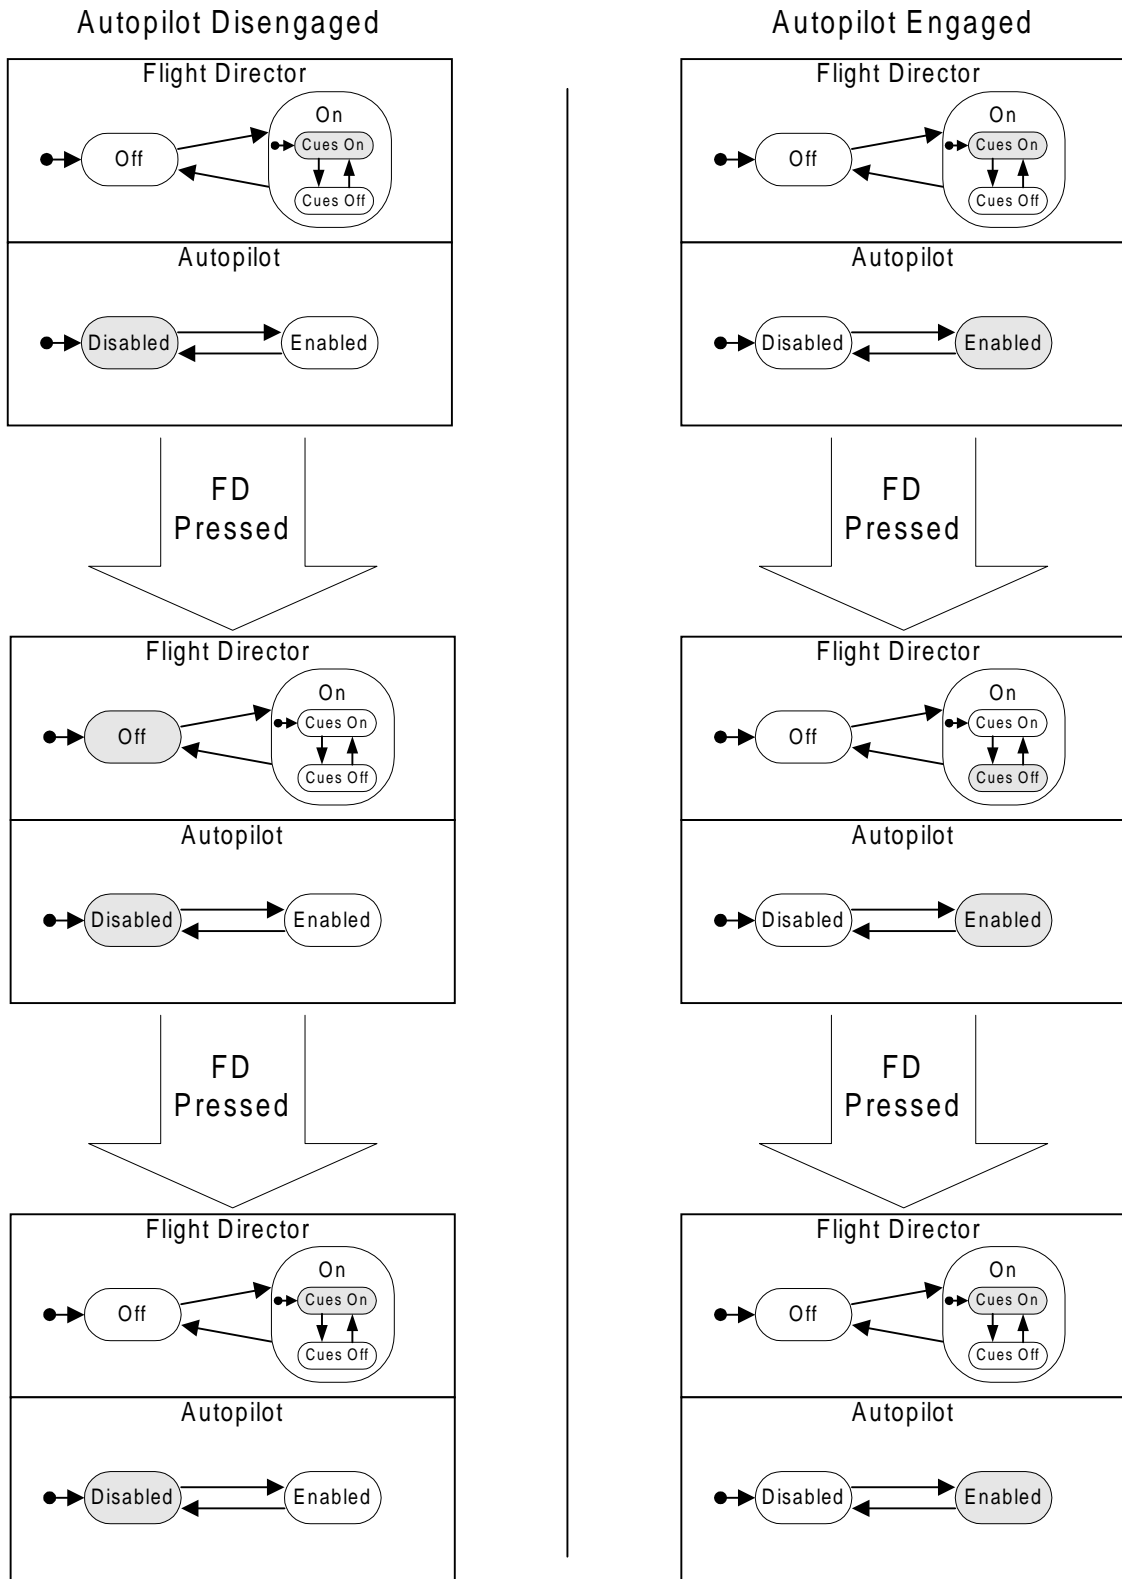 Autopilot Disengaged
Flight Director
On
Cues On
Off
Cues Off
Autopilot
Disabled
Enabled
FD
Pressed
Flight Director
On
Cues On
Off
Cues Off
Autopilot
Disabled
Enabled
FD
Pressed
Flight Director
On
Cues On
Off
Cues Off
Autopilot
Disabled
Enabled
Autopilot Engaged
Flight Director
On
Cues On
Off
Cues Off
Autopilot
Disabled
Enabled
FD
Pressed
Flight Director
On
Cues On
Off
Cues Off
Autopilot
Disabled
Enabled
FD
Pressed
Flight Director
On
Cues On
Off
Cues Off
Autopilot
Disabled
Enabled